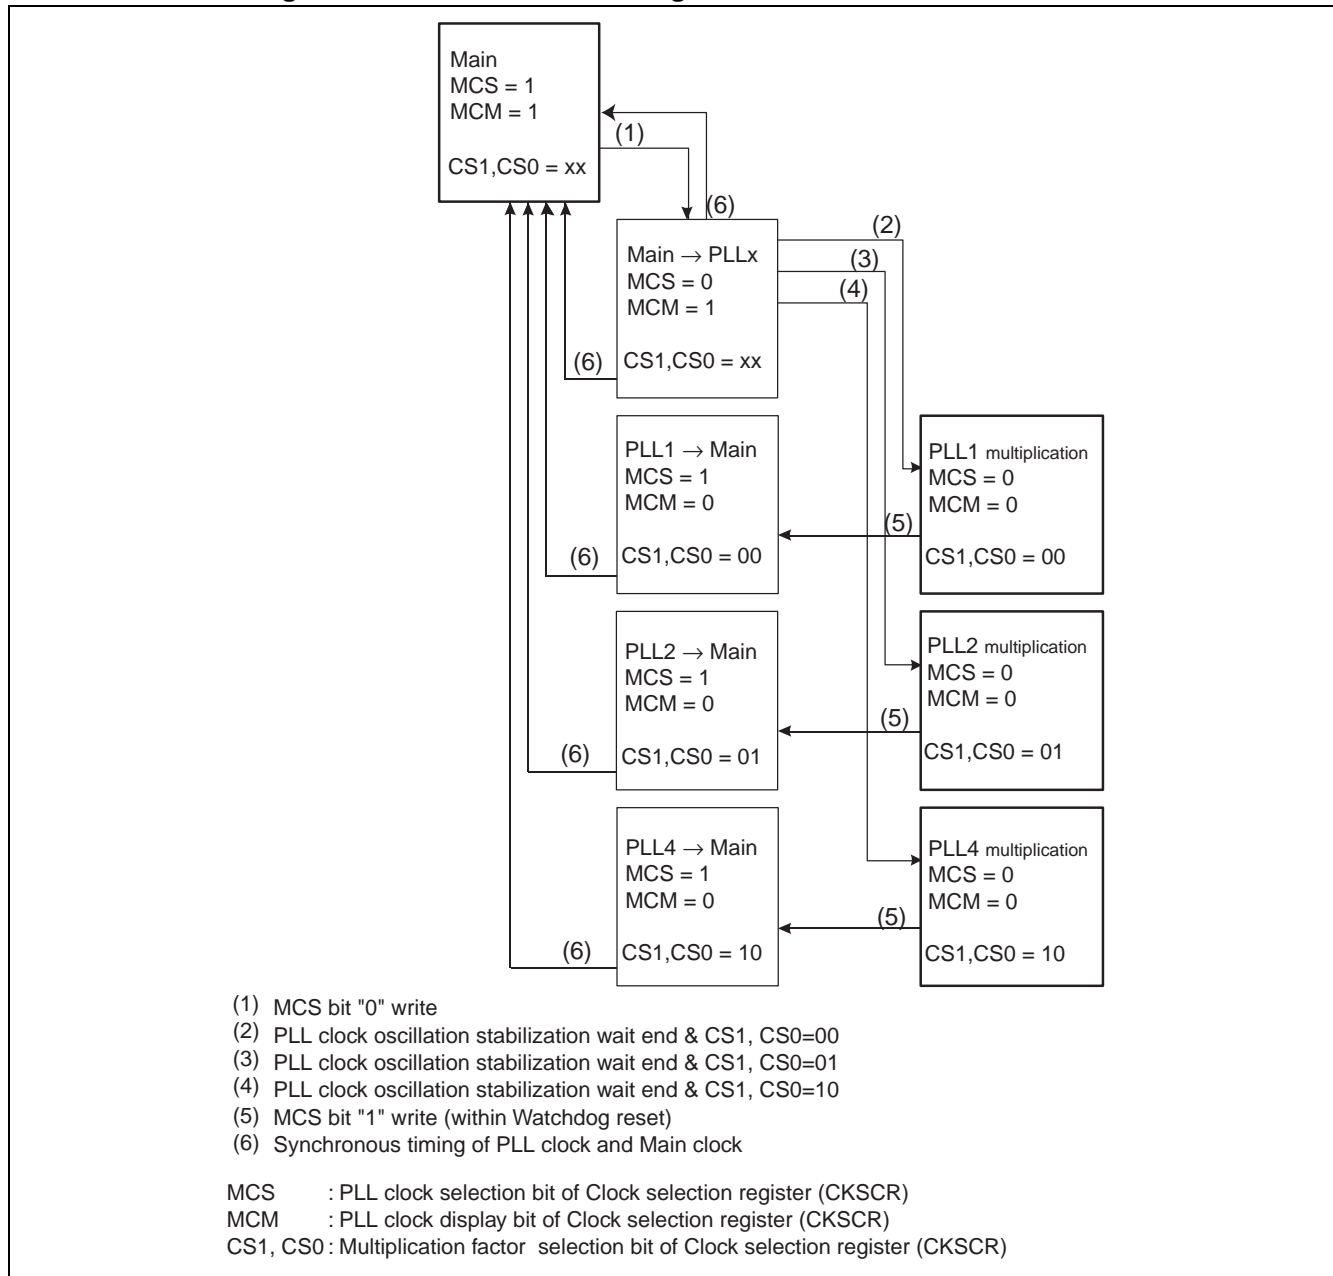 Main
MCS = 1
MCM = 1
CS1,CS0 = xx
(1)
(6)
Main → PLLx
MCS = 0
MCM = 1
CS1,CS0 = xx
(2)
(3)
(4)
(6)
PLL1 → Main
MCS = 1
MCM = 0
CS1,CS0 = 00
(6)
PLL1 multiplication
MCS = 0
MCM = 0
CS1,CS0 = 00
(5)
PLL2 → Main
MCS = 1
MCM = 0
CS1,CS0 = 01
(6)
PLL2 multiplication
MCS = 0
MCM = 0
CS1,CS0 = 01
(5)
PLL4 → Main
MCS = 1
MCM = 0
CS1,CS0 = 10
(6)
PLL4 multiplication
MCS = 0
MCM = 0
CS1,CS0 = 10
(5)
(1) MCS bit "0" write
(2) PLL clock oscillation stabilization wait end & CS1, CS0=00
(3) PLL clock oscillation stabilization wait end & CS1, CS0=01
(4) PLL clock oscillation stabilization wait end & CS1, CS0=10
(5) MCS bit "1" write (within Watchdog reset)
(6) Synchronous timing of PLL clock and Main clock
MCS : PLL clock selection bit of Clock selection register (CKSCR)
MCM : PLL clock display bit of Clock selection register (CKSCR)
CS1, CS0 : Multiplication factor selection bit of Clock selection register (CKSCR)